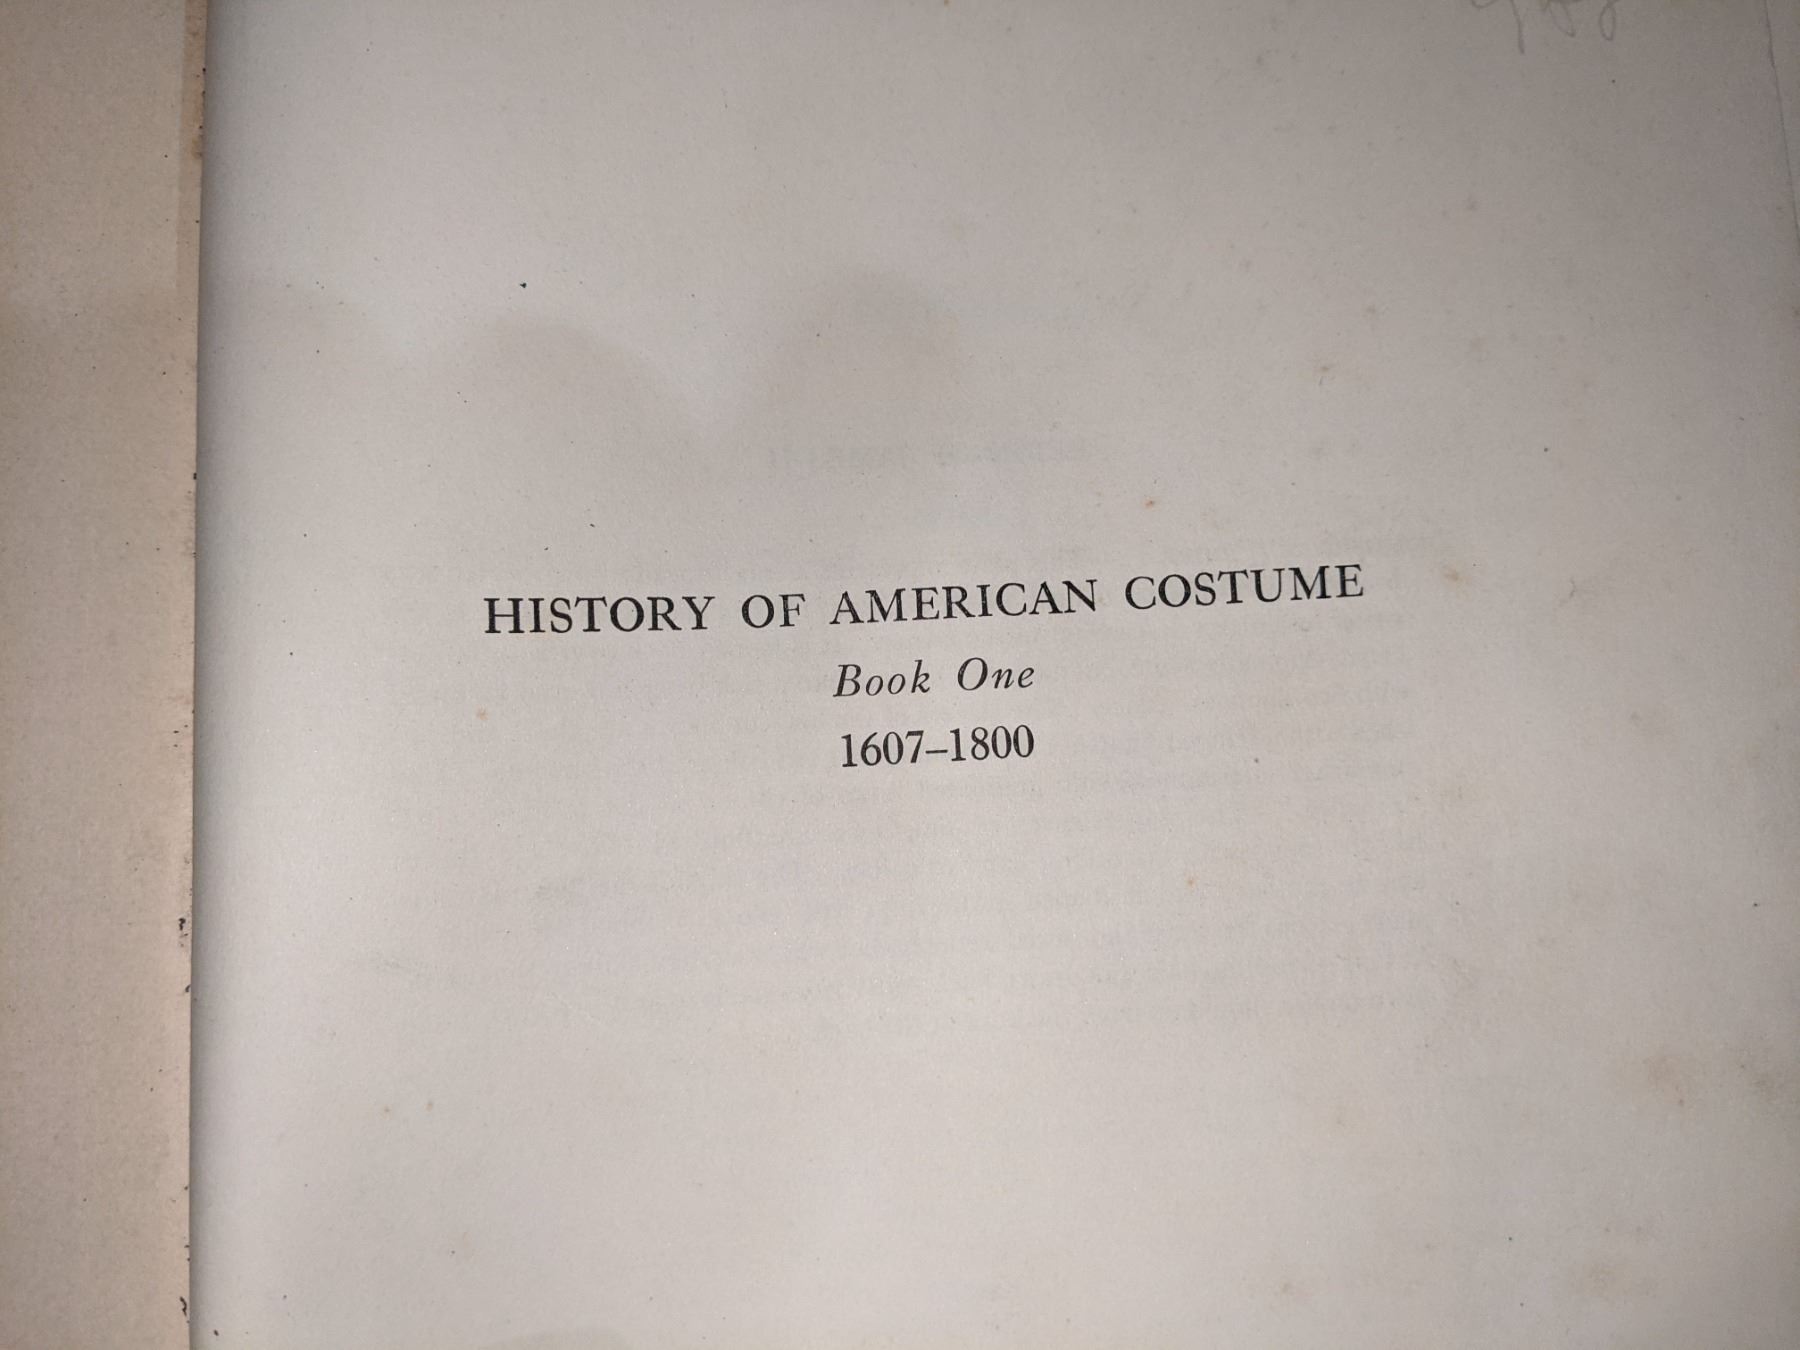 HISTORY OF AMERICAN COSTUME
Book One
1607–1800